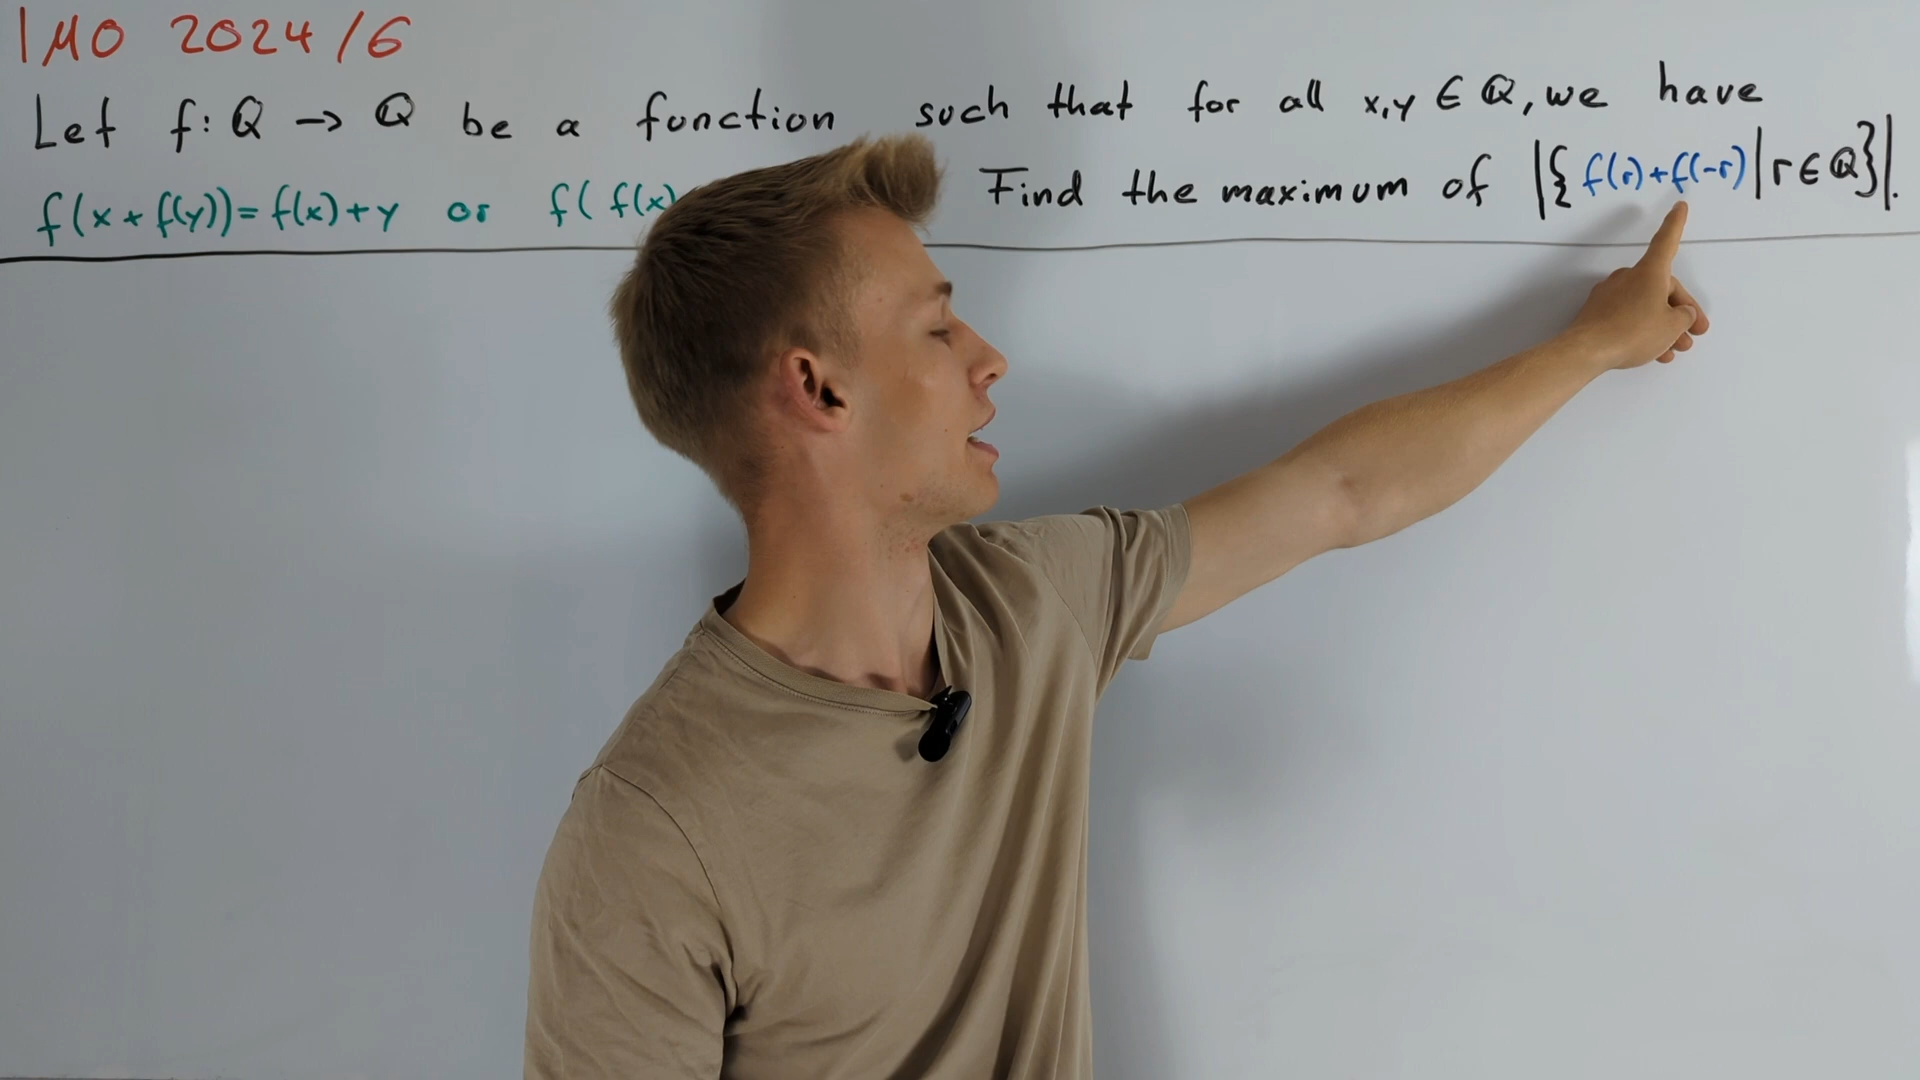 IMO 2024/6
Let f: ℚ → ℚ be a function such that for all x,y ∈ ℚ, we have
f(x + f(y)) = f(x) + y or f( f(x) Find the maximum of |{ f(r) + f(-r) | r ∈ ℚ}|.